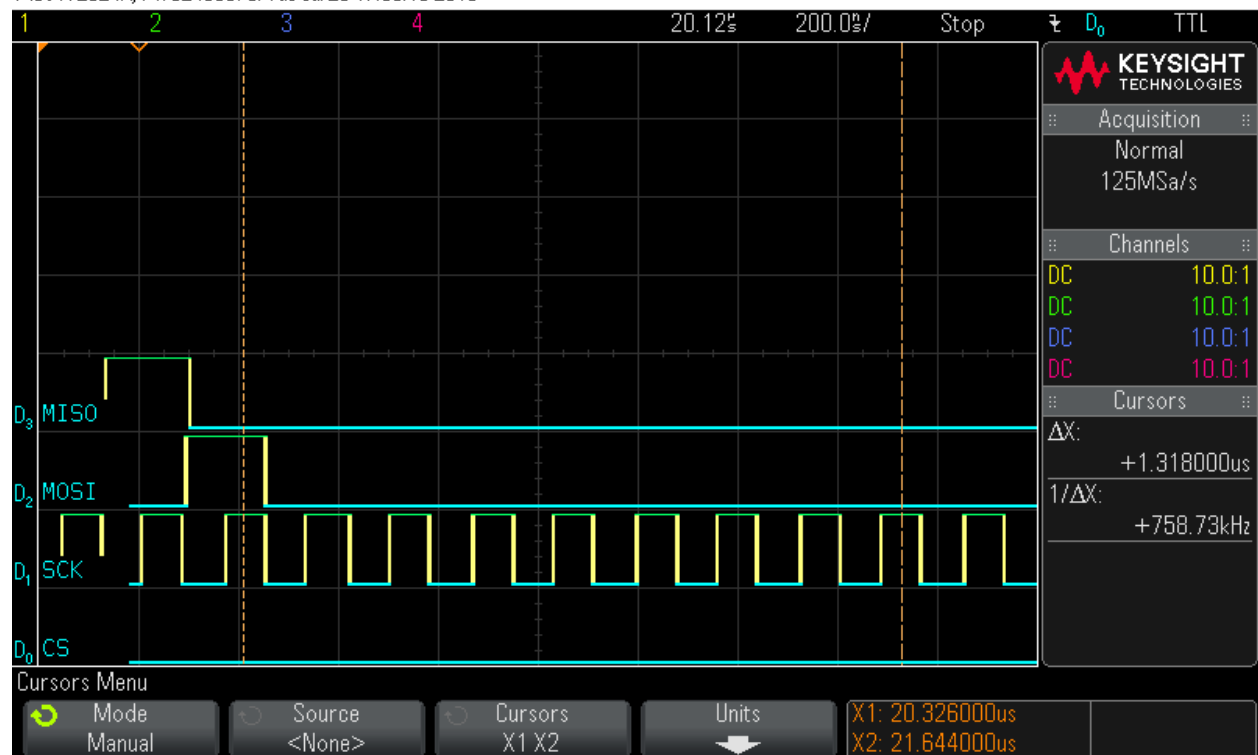 1 2 3 4 20.12us 200.0ns/ Stop D0 TTL
KEYSIGHT
TECHNOLOGIES
Acquisition
Normal
125MSa/s
Channels
DC 10.0:1
DC 10.0:1
DC 10.0:1
DC 10.0:1
Cursors
ΔX:
+1.318000us
1/ΔX:
+758.73kHz
D3 MISO
D2 MOSI
D1 SCK
D0 CS
Cursors Menu
Mode Source Cursors Units X1: 20.326000us
Manual <None> X1 X2 X2: 21.644000us